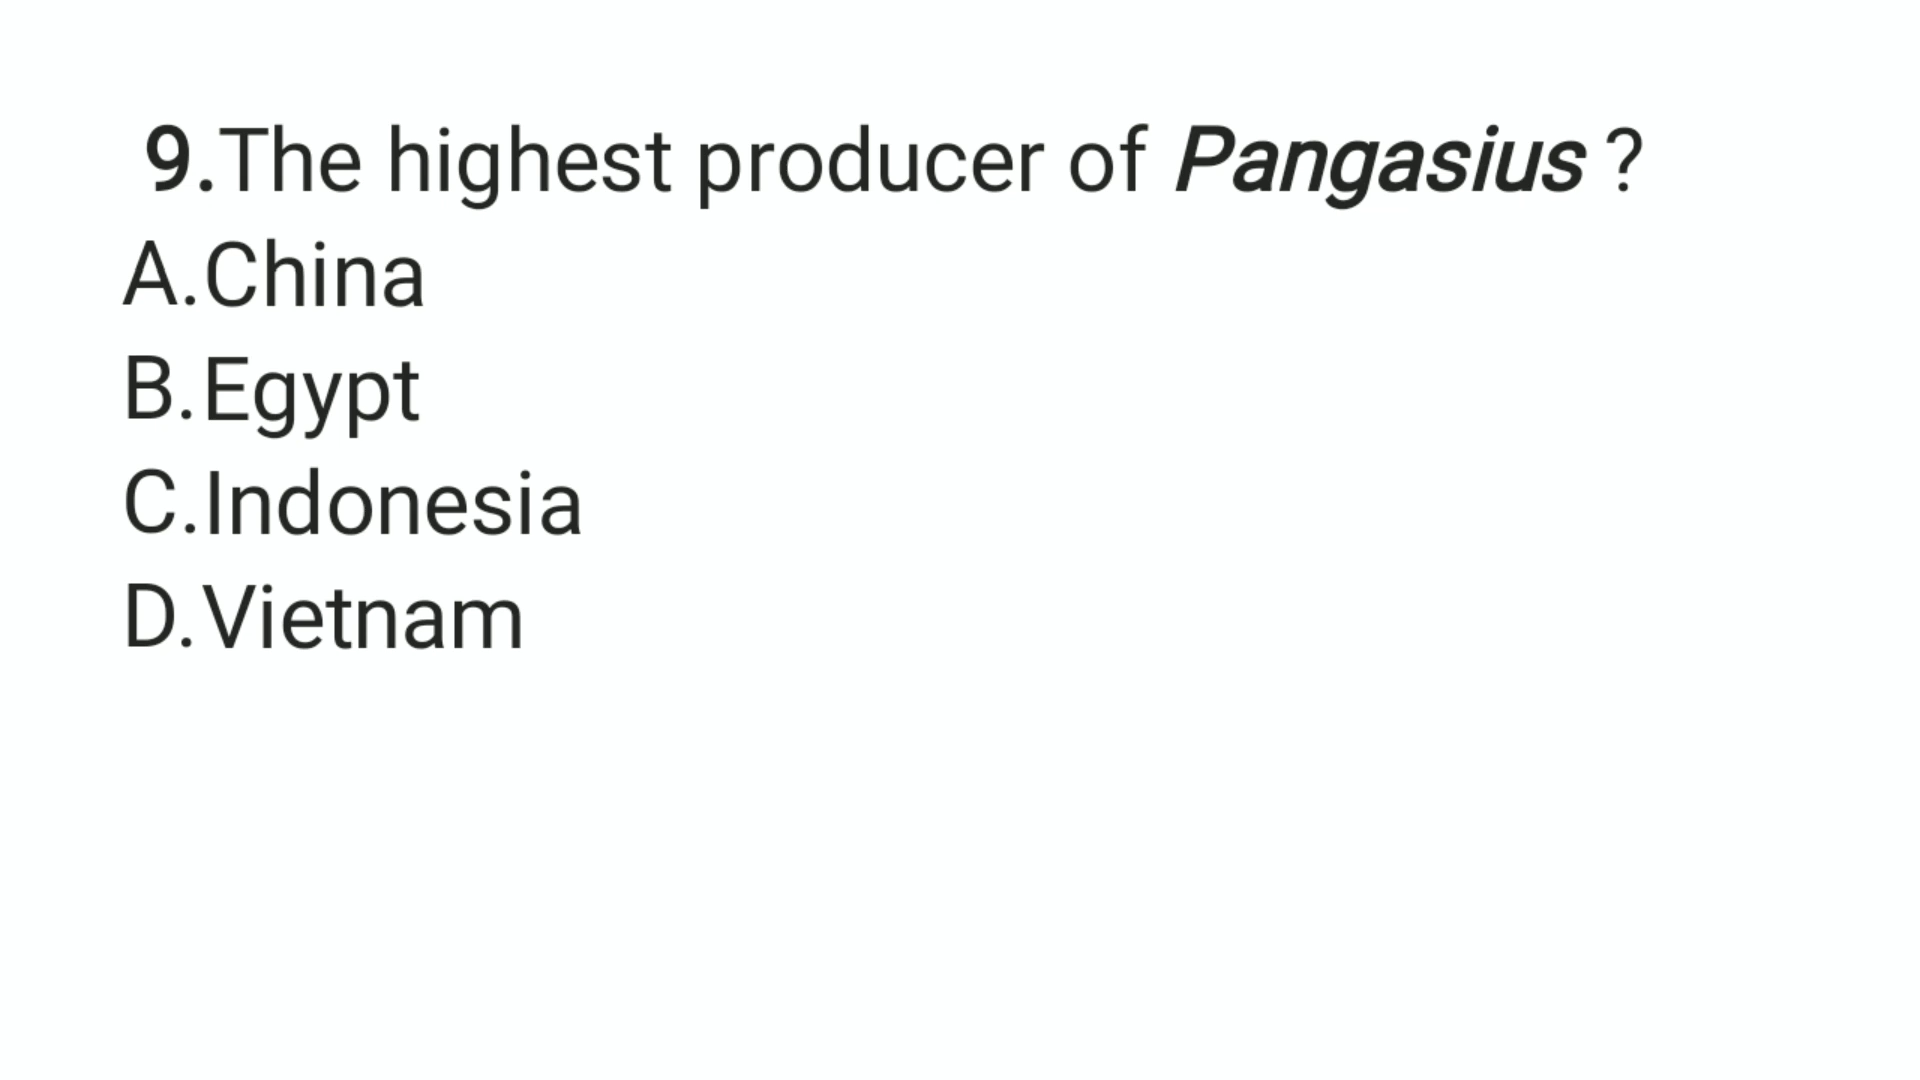 9.The highest producer of Pangasius ?
A.China
B.Egypt
C.Indonesia
D.Vietnam